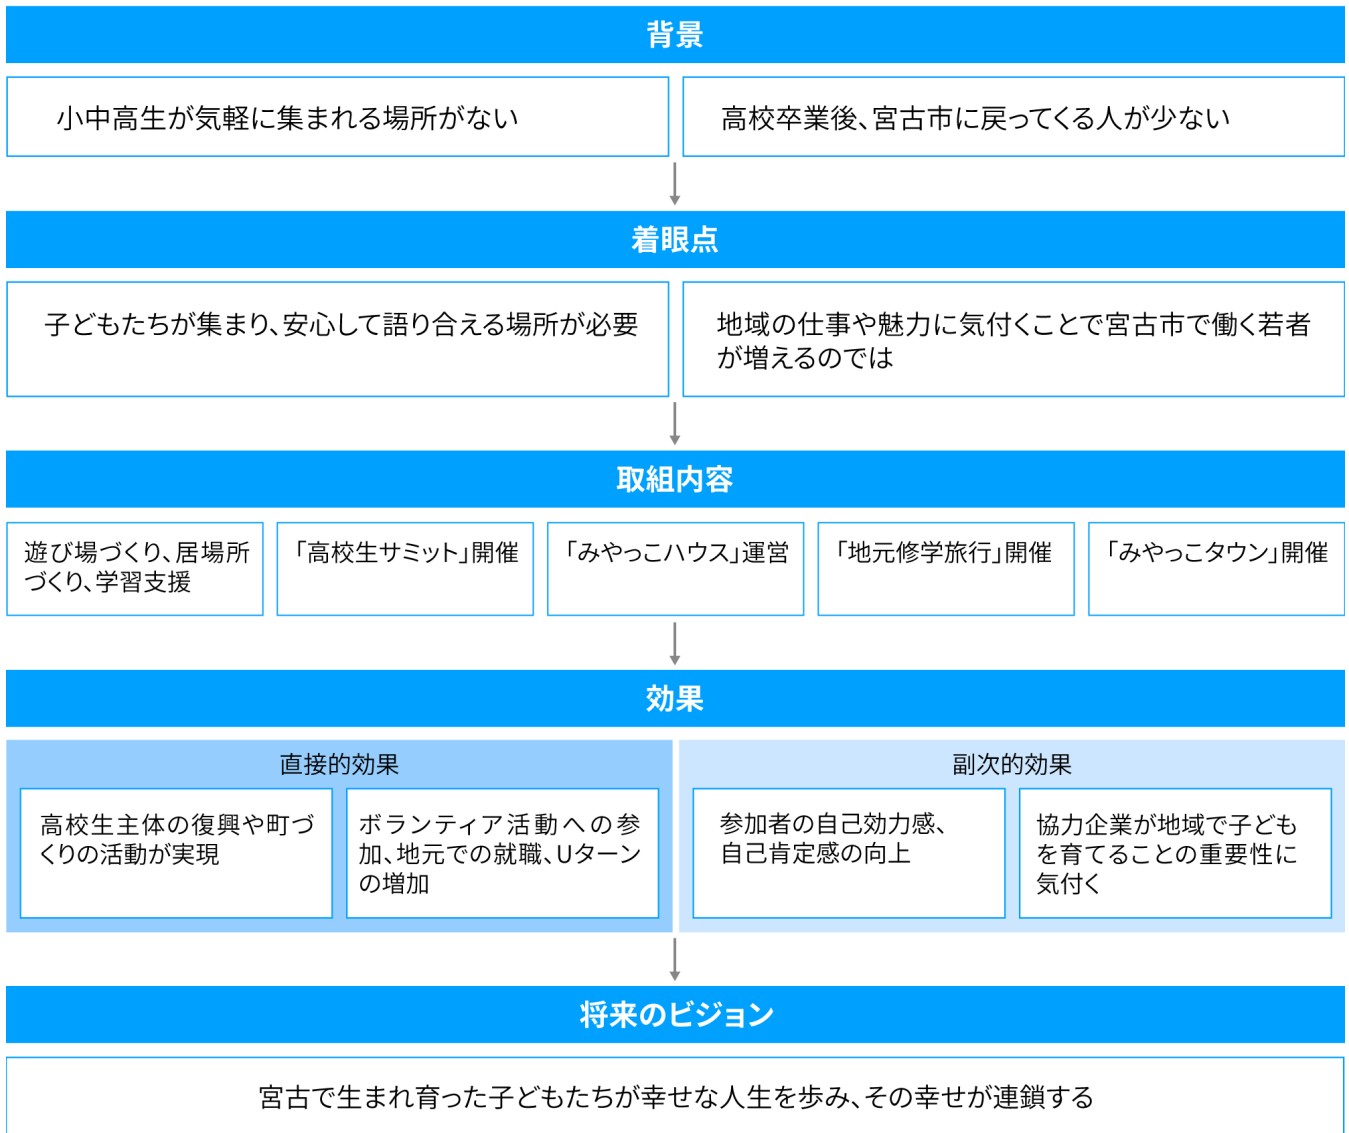 背景
小中高生が気軽に集まれる場所がない
高校卒業後、宮古市に戻ってくる人が少ない
着眼点
子どもたちが集まり、安心して語り合える場所が必要
地域の仕事や魅力に気付くことで宮古市で働く若者
が増えるのでは
取組内容
遊び場づくり、居場所
づくり、学習支援
「高校生サミット」開催
「みやっこハウス」運営
「地元修学旅行」開催
「みやっこタウン」開催
効果
直接的効果
高校生主体の復興や町づ
くりの活動が実現
ボランティア活動への参
加、地元での就職、Uターン
の増加
副次的効果
参加者の自己効力感、
自己肯定感の向上
協力企業が地域で子ども
を育てることの重要性に
気付く
将来のビジョン
宮古で生まれ育った子どもたちが幸せな人生を歩み、その幸せが連鎖する